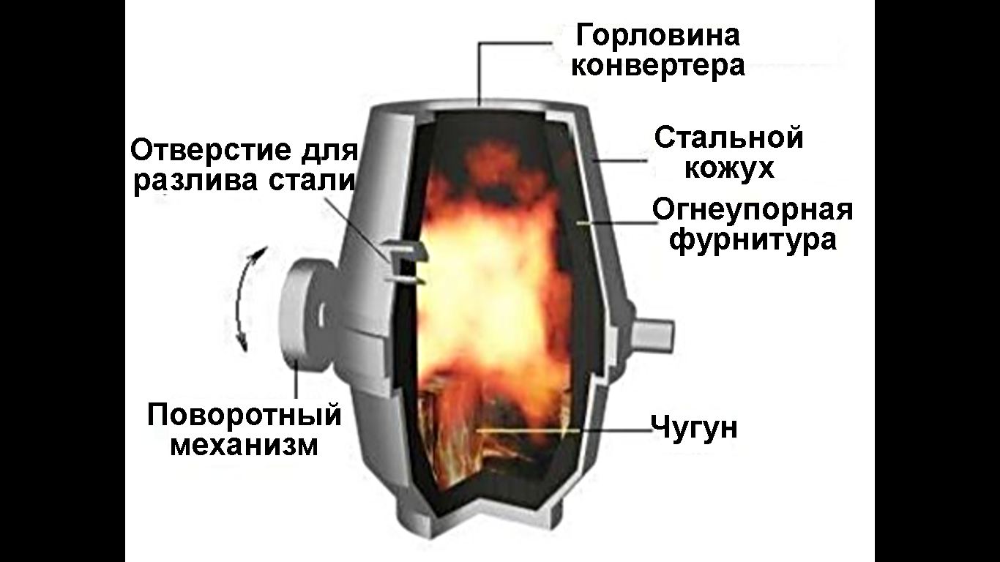 Горловина
конвертера
Отверстие для
разлива стали
Стальной
кожух
Огнеупорная
фурнитура
Поворотный
механизм
Чугун